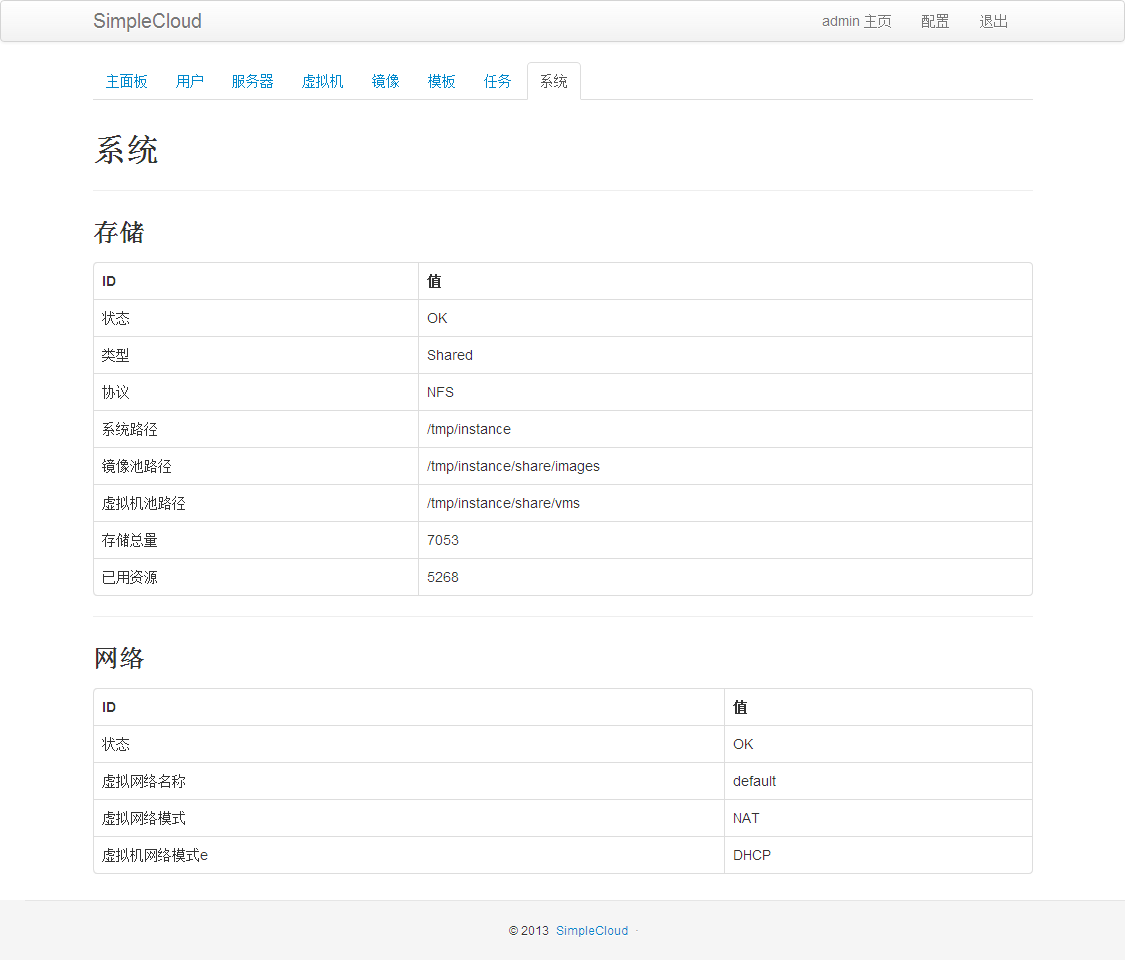 SimpleCloud admin 主页 配置 退出
主面板 用户 服务器 虚拟机 镜像 模板 任务 系统
系统
存储
ID 值
状态 OK
类型 Shared
协议 NFS
系统路径 /tmp/instance
镜像池路径 /tmp/instance/share/images
虚拟机池路径 /tmp/instance/share/vms
存储总量 7053
已用资源 5268
网络
ID 值
状态 OK
虚拟网络名称 default
虚拟网络模式 NAT
虚拟机网络模式e DHCP
© 2013 SimpleCloud -